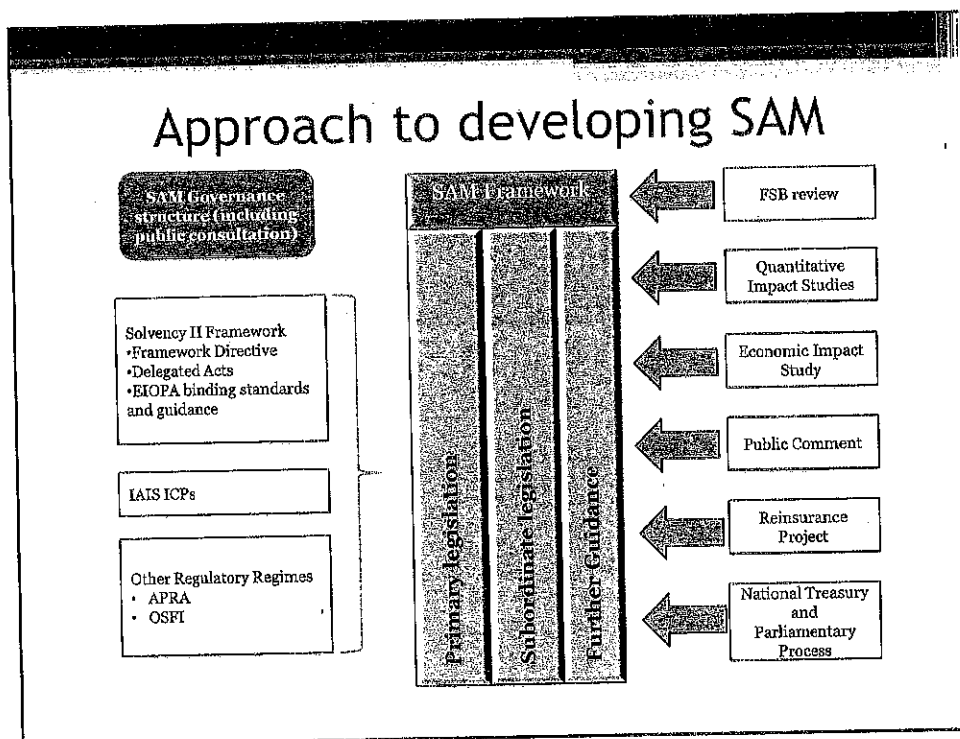 Approach to developing SAM
SAM Governance
structure (including
public consultation)
Solvency II Framework
•Framework Directive
•Delegated Acts
•EIOPA binding standards
and guidance
IAIS ICPs
Other Regulatory Regimes
• APRA
• OSFI
SAM Framework
Primary legislation
Subordinate legislation
Further Guidance
FSB review
Quantitative
Impact Studies
Economic Impact
Study
Public Comment
Reinsurance
Project
National Treasury
and
Parliamentary
Process